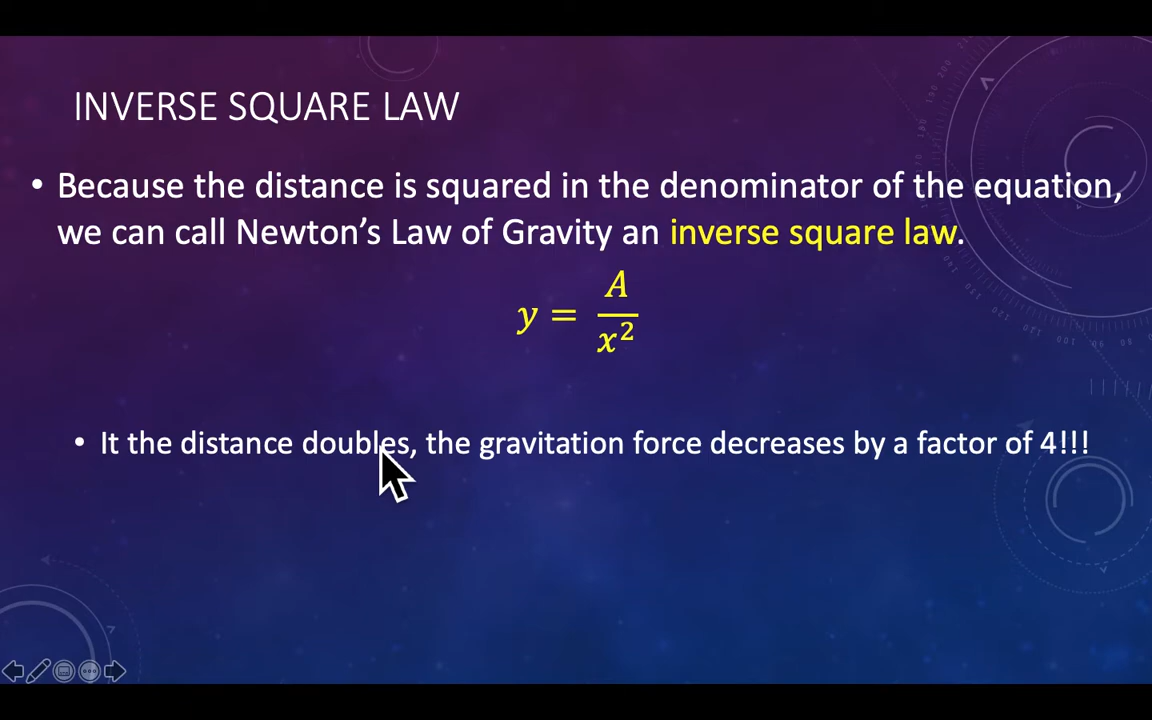 INVERSE SQUARE LAW
• Because the distance is squared in the denominator of the equation,
we can call Newton’s Law of Gravity an inverse square law.
y = A/x²
• It the distance doubles, the gravitation force decreases by a factor of 4!!!